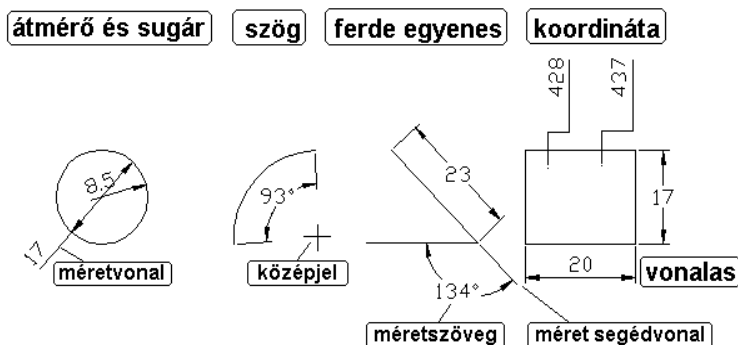 átmérő és sugár
szög
ferde egyenes
koordináta
428
437
8.5
17
93°
23
17
20
134°
méretvonal
középjel
vonalas
méretszöveg
méret segédvonal